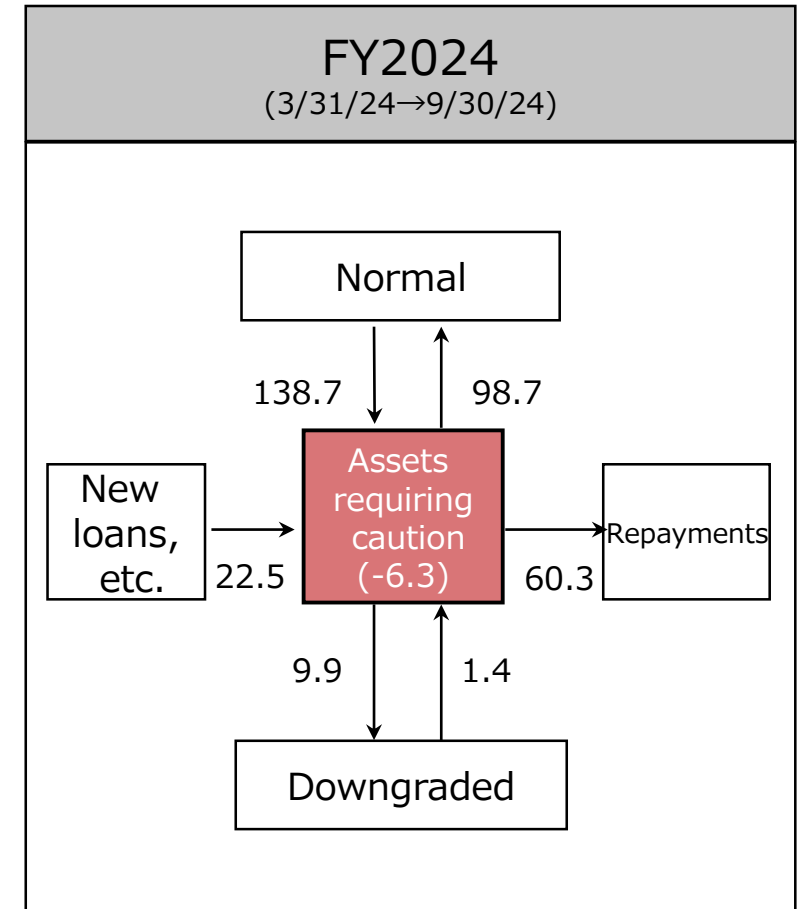 FY2024
(3/31/24→9/30/24)
Normal
138.7
98.7
New
loans,
etc.
22.5
Assets
requiring
caution
(-6.3)
60.3
Repayments
9.9
1.4
Downgraded